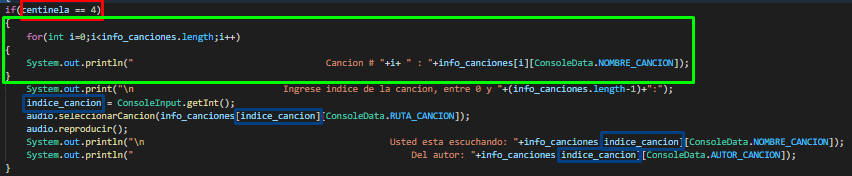 if(centinela == 4)
{
for(int i=0;i<info_canciones.length;i++)
{
System.out.println("                    Cancion # "+i+ " : "+info_canciones[i][ConsoleData.NOMBRE_CANCION]);
}
System.out.print("\n                    Ingrese indice de la cancion, entre 0 y "+(info_canciones.length-1)+":");
indice_cancion = ConsoleInput.getInt();
audio.seleccionarCancion(info_canciones[indice_cancion][ConsoleData.RUTA_CANCION]);
audio.reproducir();
System.out.println("\n                    Usted esta escuchando: "+info_canciones indice_cancion][ConsoleData.NOMBRE_CANCION]);
System.out.println("                    Del autor: "+info_canciones indice_cancion][ConsoleData.AUTOR_CANCION]);
}